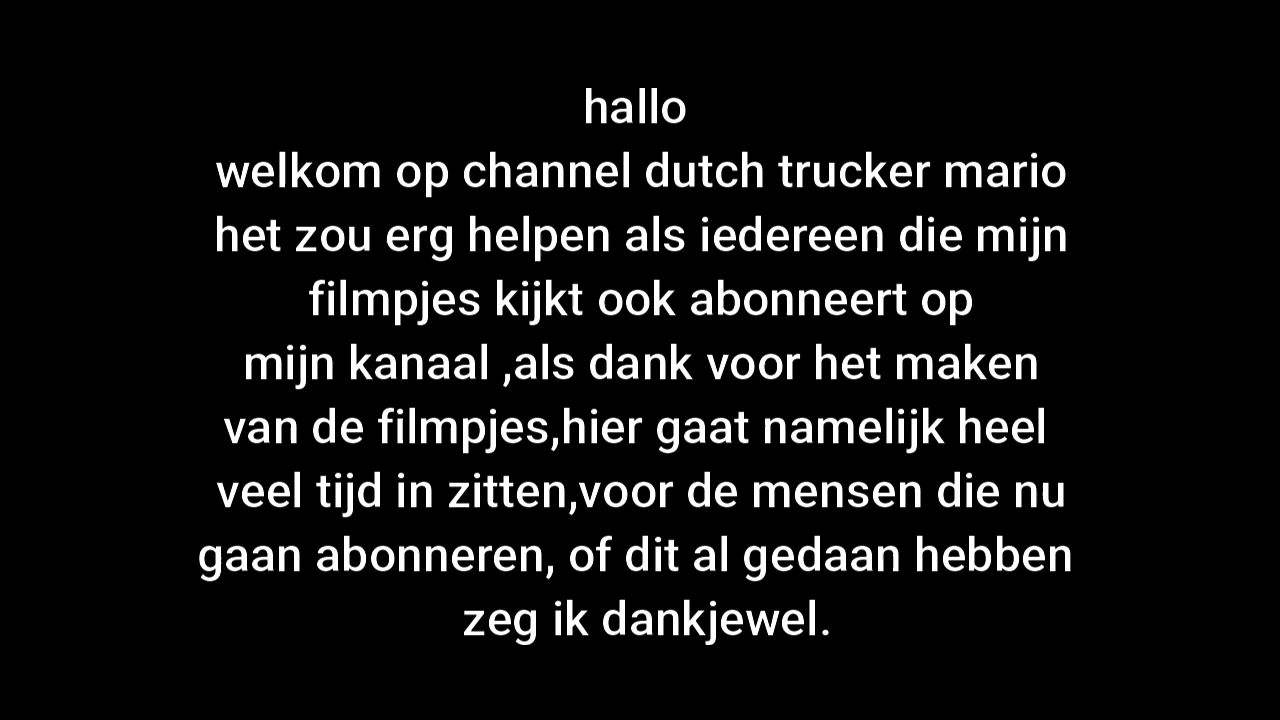 hallo
welkom op channel dutch trucker mario
het zou erg helpen als iedereen die mijn
filmpjes kijkt ook abonneert op
mijn kanaal ,als dank voor het maken
van de filmpjes,hier gaat namelijk heel
veel tijd in zitten,voor de mensen die nu
gaan abonneren, of dit al gedaan hebben
zeg ik dankjewel.